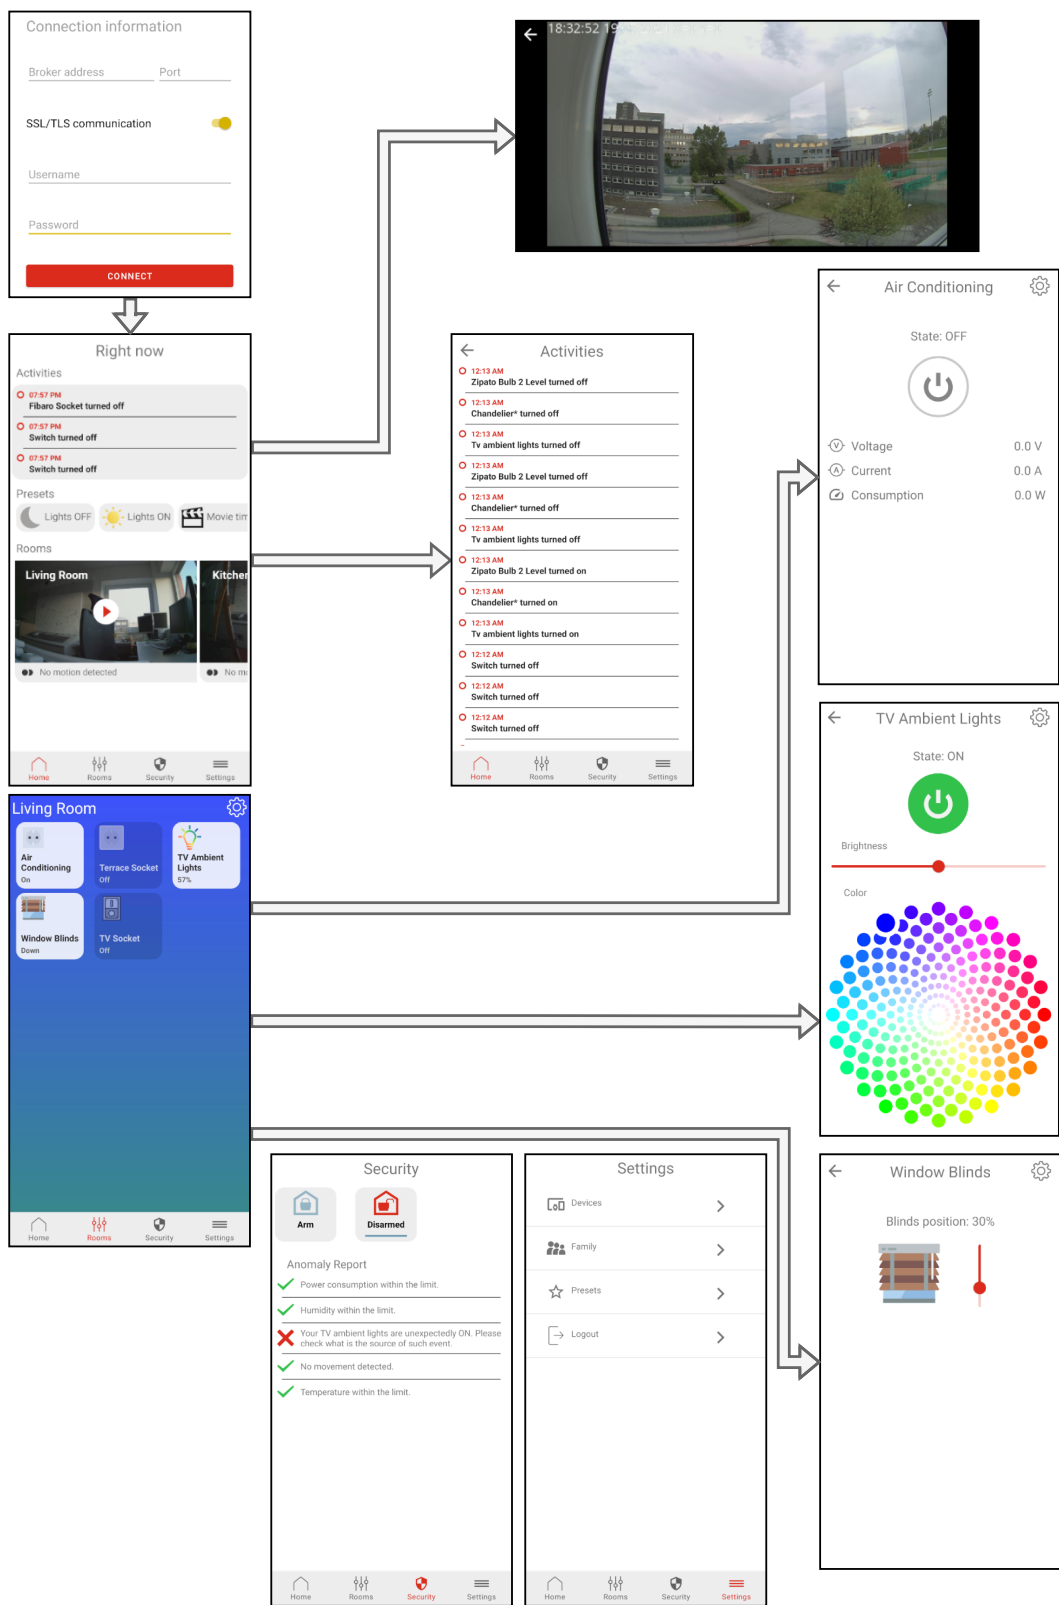 Connection information
Broker address
Port
SSL/TLS communication
Username
Password
CONNECT
18:32:52
Right now
Activities
07:57 PM
Fibaro Socket turned off
07:57 PM
Switch turned off
07:57 PM
Switch turned off
Presets
Lights OFF
Lights ON
Movie tim
Rooms
Living Room
Kitchen
No motion detected
No mo
Home
Rooms
Security
Settings
Activities
12:13 AM
Zipato Bulb 2 Level turned off
12:13 AM
Chandelier* turned off
12:13 AM
Tv ambient lights turned off
12:13 AM
Zipato Bulb 2 Level turned off
12:13 AM
Chandelier* turned off
12:13 AM
Tv ambient lights turned off
12:13 AM
Zipato Bulb 2 Level turned on
12:13 AM
Chandelier* turned on
12:13 AM
Tv ambient lights turned on
12:12 AM
Switch turned off
12:12 AM
Switch turned off
12:12 AM
Switch turned off
Home
Rooms
Security
Settings
Air Conditioning
State: OFF
V Voltage 0.0 V
A Current 0.0 A
Consumption 0.0 W
Living Room
Air
Conditioning
On
Terrace Socket
Off
TV Ambient
Lights
57%
Window Blinds
Down
TV Socket
Off
Home
Rooms
Security
Settings
TV Ambient Lights
State: ON
Brightness
Color
Security
Arm
Disarmed
Anomaly Report
Power consumption within the limit.
Humidity within the limit.
Your TV ambient lights are unexpectedly ON. Please
check what is the source of such event.
No movement detected.
Temperature within the limit.
Home
Rooms
Security
Settings
Settings
Devices
Family
Presets
Logout
Home
Rooms
Security
Settings
Window Blinds
Blinds position: 30%